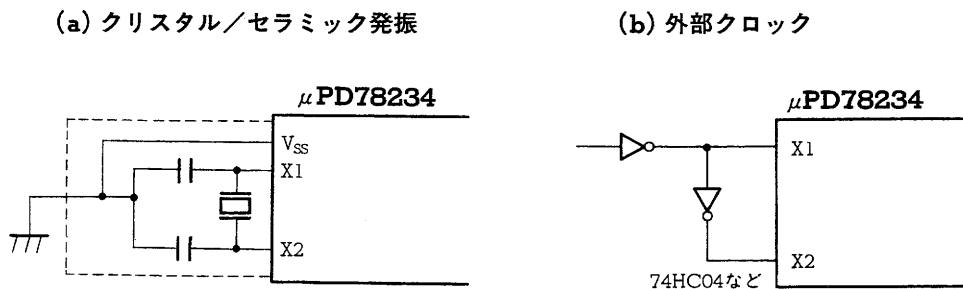 (a) クリスタル／セラミック発振
μPD78234
VSS
X1
X2
(b) 外部クロック
μPD78234
X1
X2
74HC04など